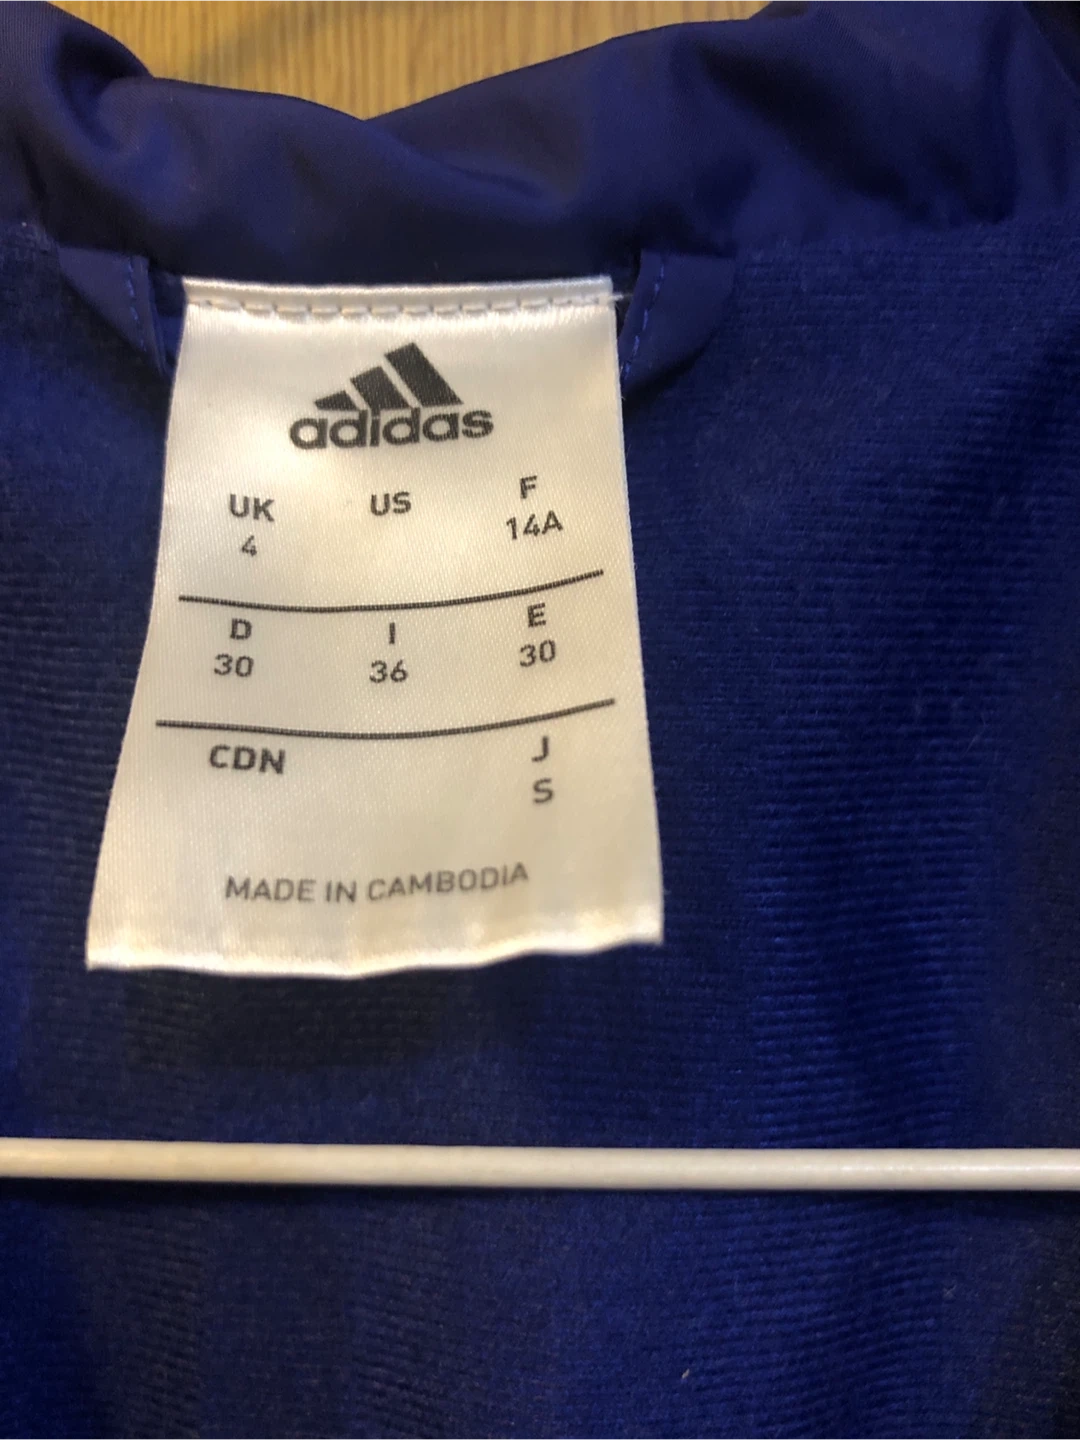 adidas
UK US F
4 14A
D I E
30 36 30
CDN J
S
MADE IN CAMBODIA